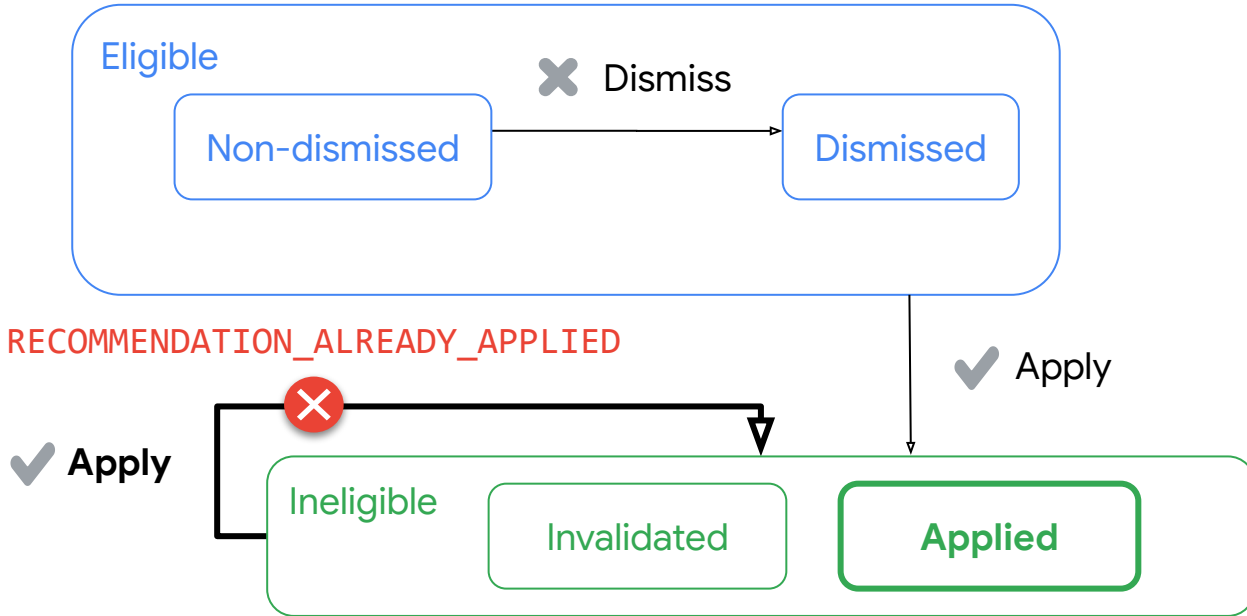 Eligible
Dismiss
Non-dismissed
Dismissed
RECOMMENDATION_ALREADY_APPLIED
Apply
Apply
Ineligible
Invalidated
Applied